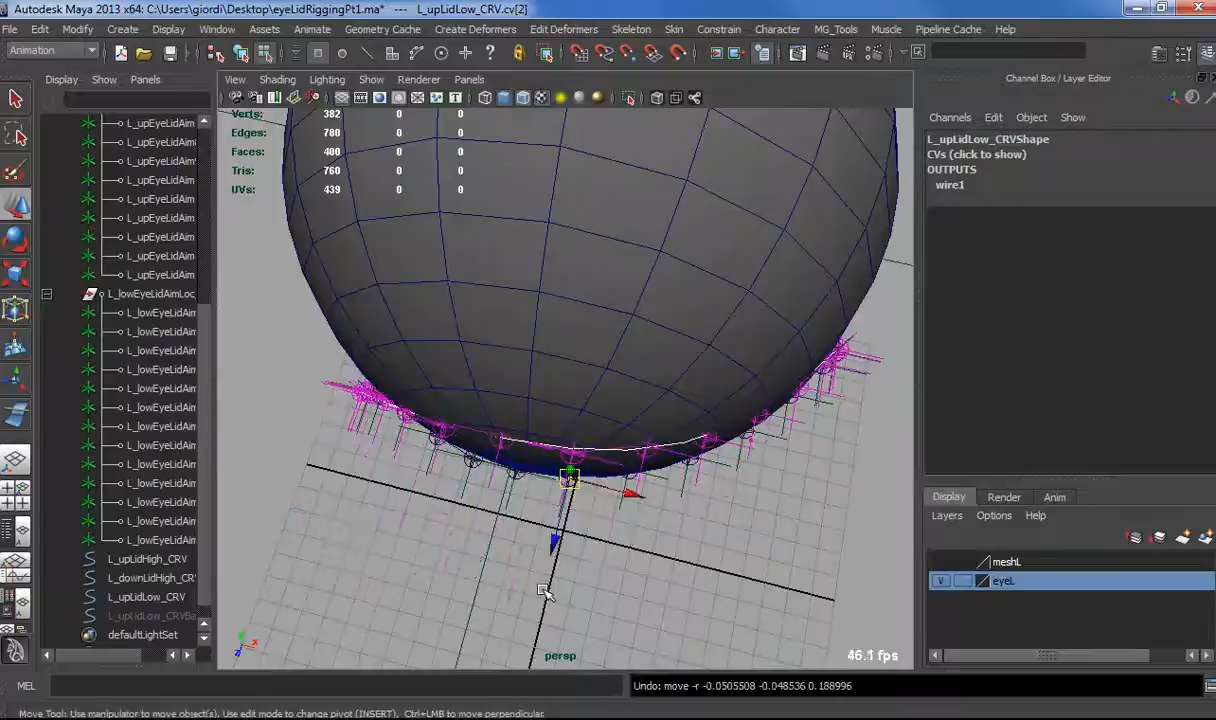 Autodesk Maya 2013 x64: C:\Users\giordi\Desktop\eyeLidRiggingPt1.ma* --- L_upLidLow_CRV.cv[2]
File Edit Modify Create Display Window Assets Animate Geometry Cache Create Deformers Edit Deformers Skeleton Skin Constrain Character MG_Tools Muscle Pipeline Cache Help
Animation
Display Show Panels
View Shading Lighting Show Renderer Panels
Channel Box / Layer Editor
Channels Edit Object Show
Verts: 382 0 0
Edges: 780 0 0
Faces: 400 0 0
Tris: 760 0 0
UVs: 439 0 0
L_upEyeLidAim
L_upEyeLidAim
L_upEyeLidAim
L_upEyeLidAim
L_upEyeLidAim
L_upEyeLidAim
L_upEyeLidAim
L_upEyeLidAim
L_upEyeLidAim
L_lowEyeLidAimLoc
L_lowEyeLidAim
L_lowEyeLidAim
L_lowEyeLidAim
L_lowEyeLidAim
L_lowEyeLidAim
L_lowEyeLidAim
L_lowEyeLidAim
L_lowEyeLidAim
L_lowEyeLidAim
L_lowEyeLidAim
L_lowEyeLidAim
L_lowEyeLidAim
L_lowEyeLidAim
L_upLidHigh_CRV
L_downLidHigh_CR
L_upLidLow_CRV
L_upLidLow_CRVBa
defaultLightSet
L_upLidLow_CRVShape
CVs (click to show)
OUTPUTS
wire1
Display Render Anim
Layers Options Help
meshL
V eyeL
persp
46.1 fps
MEL
Undo: move -r -0.0505508 -0.048536 0.188996
Move Tool: Use manipulator to move object(s). Use edit mode to change pivot (INSERT). Ctrl+LMB to move perpendicular.